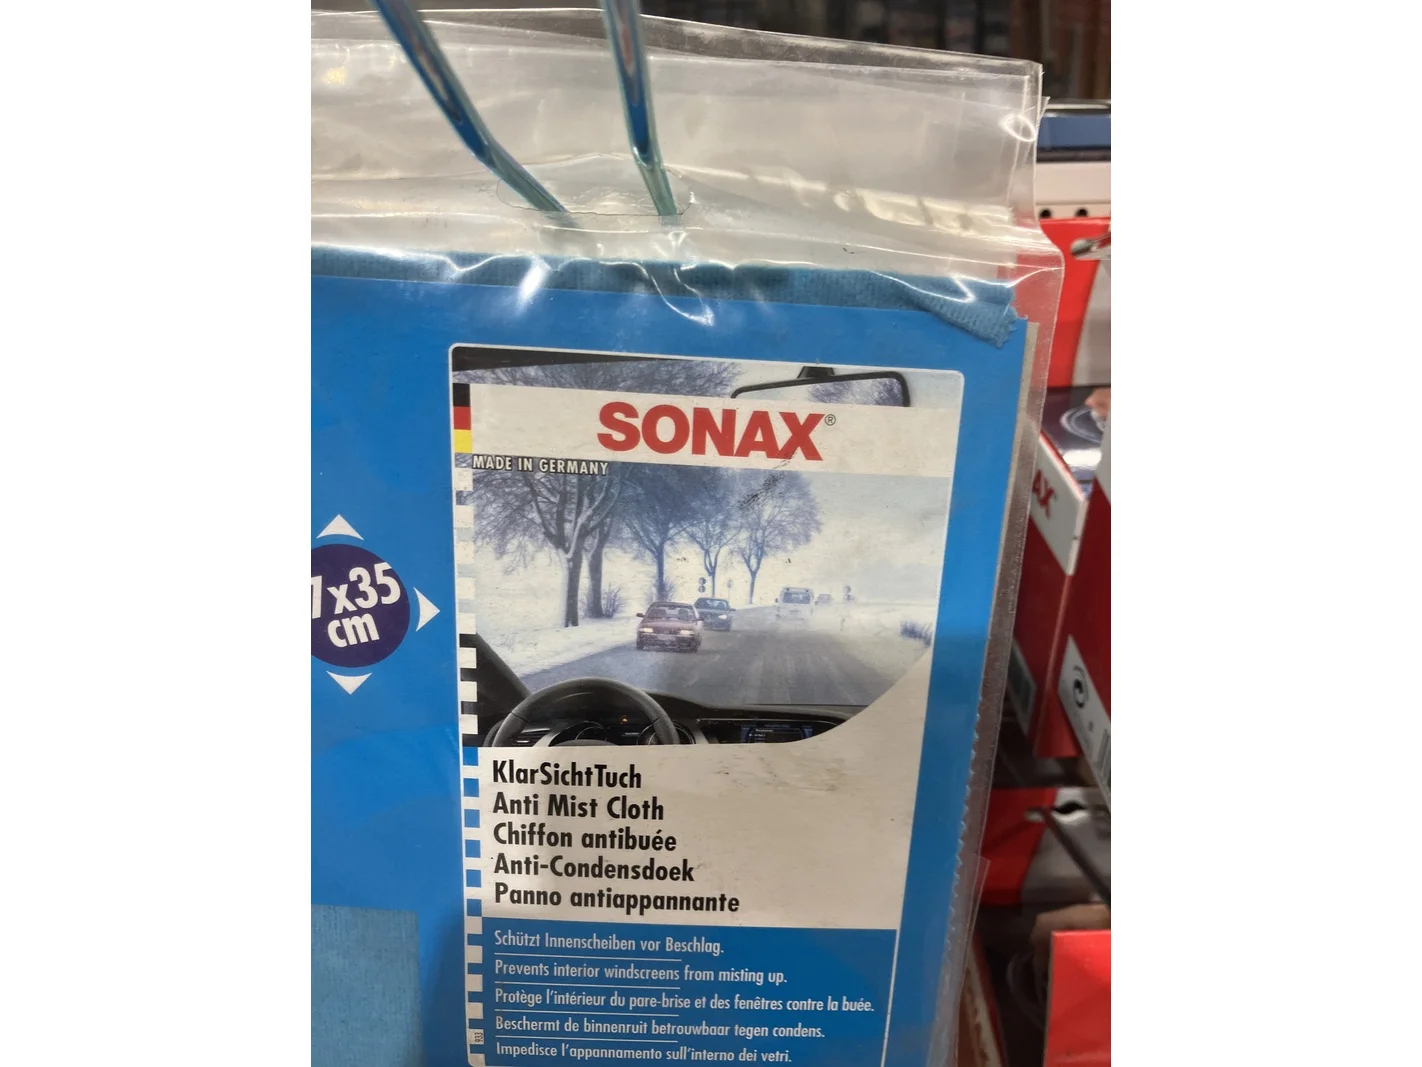 SONAX®
MADE IN GERMANY
x35
cm
KlarSichtTuch
Anti Mist Cloth
Chiffon antibuée
Anti-Condensdoek
Panno antiappannante
Schützt Innenscheiben vor Beschlag.
Prevents interior windscreens from misting up.
Protège l'intérieur du pare-brise et des fenêtres contre la buée.
Beschermt de binnenruit betrouwbaar tegen condens.
Impedisce l'appannamento sull'interno dei vetri.
AX